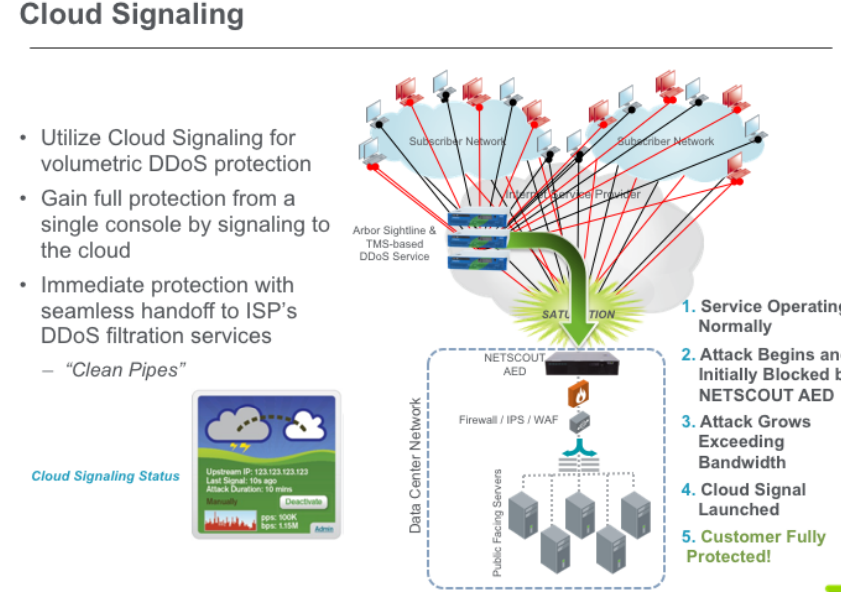 Cloud Signaling
• Utilize Cloud Signaling for
volumetric DDoS protection
• Gain full protection from a
single console by signaling to
the cloud
• Immediate protection with
seamless handoff to ISP's
DDoS filtration services
– “Clean Pipes”
Cloud Signaling Status
Upstream IP: 123.123.123.123
Last Signal: 10s ago
Attack Duration: 10 mins
Manually
Deactivate
pps: 100K
bps: 1.15M
Admin
Subscriber Network
Subscriber Network
Internet Service Provider
Arbor Sightline &
TMS-based
DDoS Service
SATU TION
NETSCOUT
AED
Firewall / IPS / WAF
Data Center Network
Public Facing Servers
1. Service Operating
Normally
2. Attack Begins an
Initially Blocked b
NETSCOUT AED
3. Attack Grows
Exceeding
Bandwidth
4. Cloud Signal
Launched
5. Customer Fully
Protected!